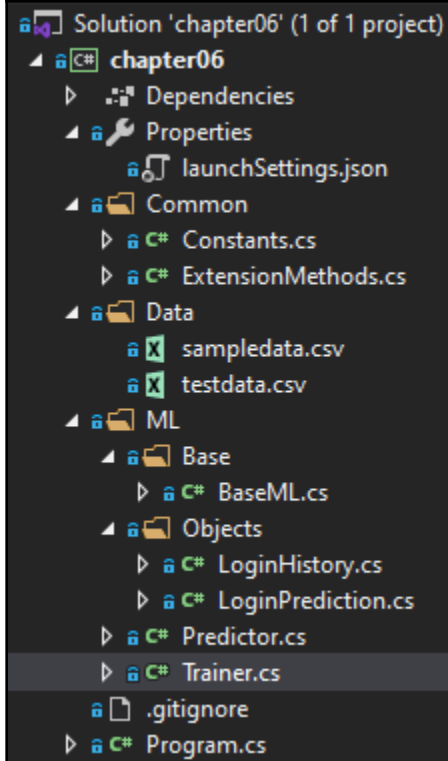 Solution 'chapter06' (1 of 1 project)
C# chapter06
Dependencies
Properties
launchSettings.json
Common
C# Constants.cs
C# ExtensionMethods.cs
Data
X sampledata.csv
X testdata.csv
ML
Base
C# BaseML.cs
Objects
C# LoginHistory.cs
C# LoginPrediction.cs
C# Predictor.cs
C# Trainer.cs
.gitignore
C# Program.cs